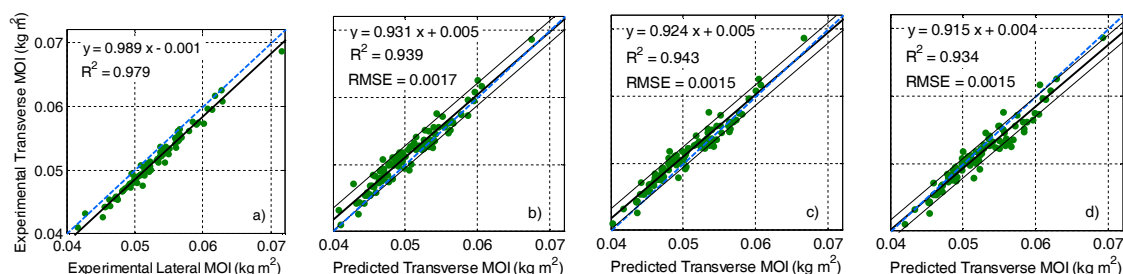 Experimental Transverse MOI (kg m²)
0.07
0.06
0.05
0.04
y = 0.989 x - 0.001
R² = 0.979
a)
0.04 0.05 0.06 0.07
Experimental Lateral MOI (kg m²)
y = 0.931 x + 0.005
R² = 0.939
RMSE = 0.0017
b)
0.04 0.05 0.06 0.07
Predicted Transverse MOI (kg m²)
y = 0.924 x + 0.005
R² = 0.943
RMSE = 0.0015
c)
0.04 0.05 0.06 0.07
Predicted Transverse MOI (kg m²)
y = 0.915 x + 0.004
R² = 0.934
RMSE = 0.0015
d)
0.04 0.05 0.06 0.07
Predicted Transverse MOI (kg m²)